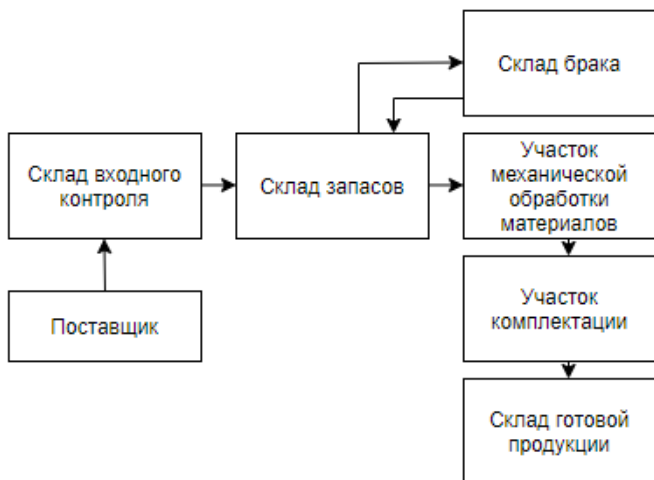 Склад брака
Склад входного
контроля
Склад запасов
Участок
механической
обработки
материалов
Поставщик
Участок
комплектации
Склад готовой
продукции